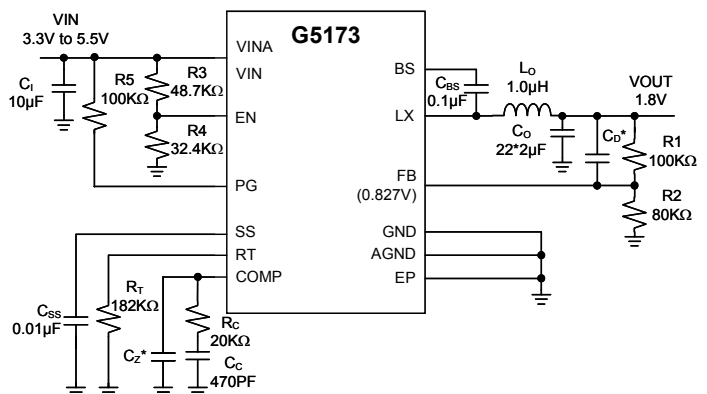 G5173
VIN
3.3V to 5.5V
VINA
VIN
EN
PG
SS
RT
COMP
BS
LX
FB
(0.827V)
GND
AGND
EP
CI
10µF
R5
100KΩ
R3
48.7KΩ
R4
32.4KΩ
CSS
0.01µF
RT
182KΩ
CZ*
RC
20KΩ
CC
470PF
CBS
0.1µF
LO
1.0µH
CO
22*2µF
CD*
VOUT
1.8V
R1
100KΩ
R2
80KΩ